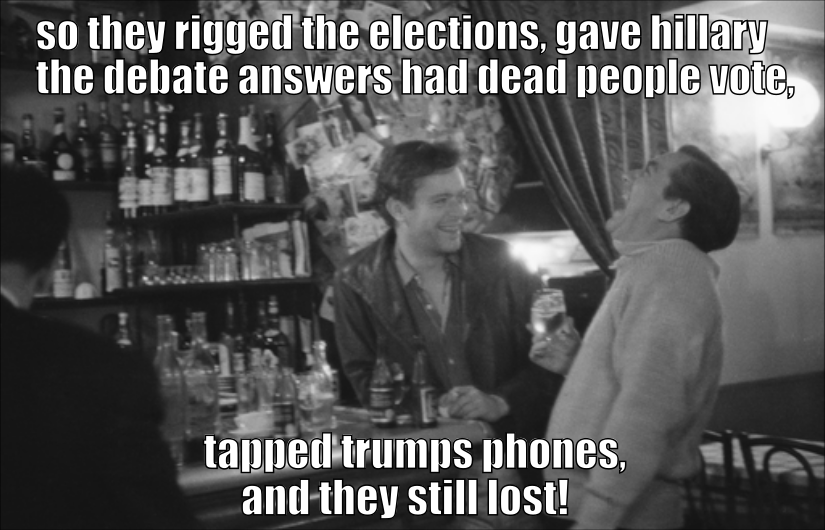 so they rigged the elections, gave hillary
the debate answers had dead people vote,
tapped trumps phones,
and they still lost!